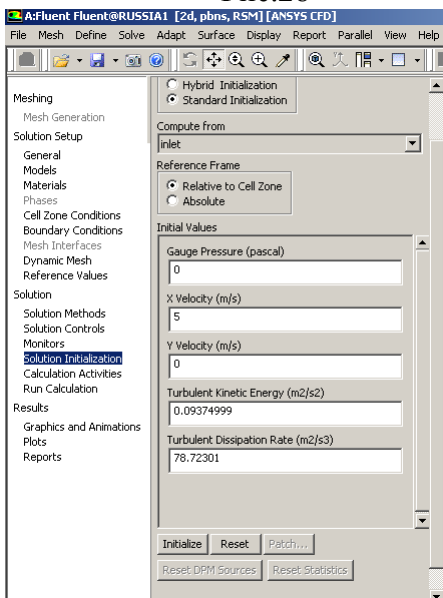 A:Fluent Fluent@RUSSIA1 [2d, pbns, RSM] [ANSYS CFD]
File Mesh Define Solve Adapt Surface Display Report Parallel View Help
Meshing
Mesh Generation
Solution Setup
General
Models
Materials
Phases
Cell Zone Conditions
Boundary Conditions
Mesh Interfaces
Dynamic Mesh
Reference Values
Solution
Solution Methods
Solution Controls
Monitors
Solution Initialization
Calculation Activities
Run Calculation
Results
Graphics and Animations
Plots
Reports
Hybrid Initialization
Standard Initialization
Compute from
inlet
Reference Frame
Relative to Cell Zone
Absolute
Initial Values
Gauge Pressure (pascal)
0
X Velocity (m/s)
5
Y Velocity (m/s)
0
Turbulent Kinetic Energy (m2/s2)
0.09374999
Turbulent Dissipation Rate (m2/s3)
78.72301
Initialize Reset Patch...
Reset DPM Sources Reset Statistics